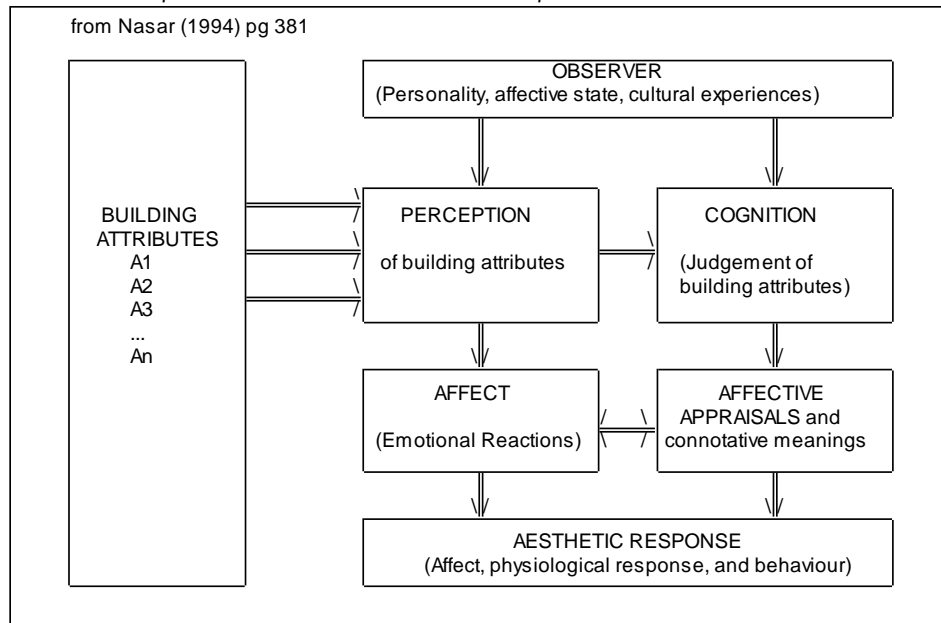 from Nasar (1994) pg 381
OBSERVER
(Personality, affective state, cultural experiences)
BUILDING
ATTRIBUTES
A1
A2
A3
...
An
PERCEPTION
of building attributes
COGNITION
(Judgement of
building attributes)
AFFECT
(Emotional Reactions)
AFFECTIVE
APPRAISALS and
connotative meanings
AESTHETIC RESPONSE
(Affect, physiological response, and behaviour)